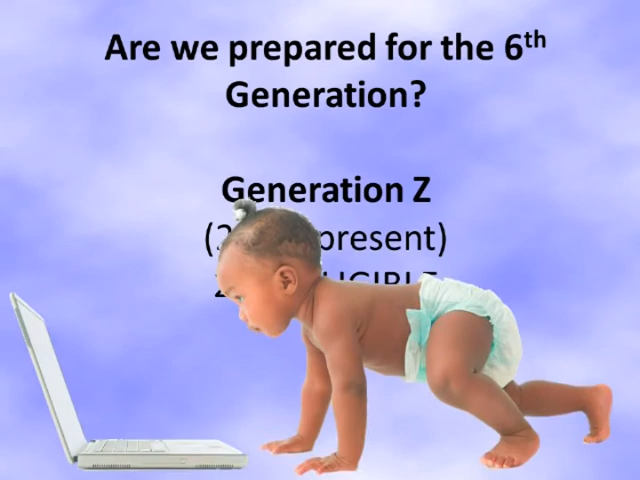 Are we prepared for the 6th
Generation?
Generation Z
present)